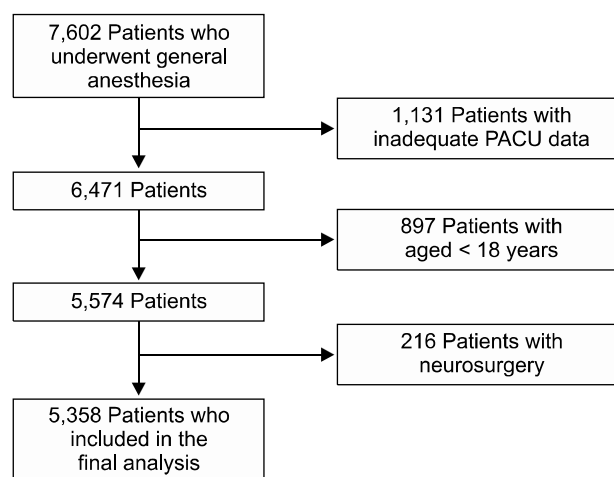 7,602 Patients who
underwent general
anesthesia
1,131 Patients with
inadequate PACU data
6,471 Patients
897 Patients with
aged < 18 years
5,574 Patients
216 Patients with
neurosurgery
5,358 Patients who
included in the
final analysis